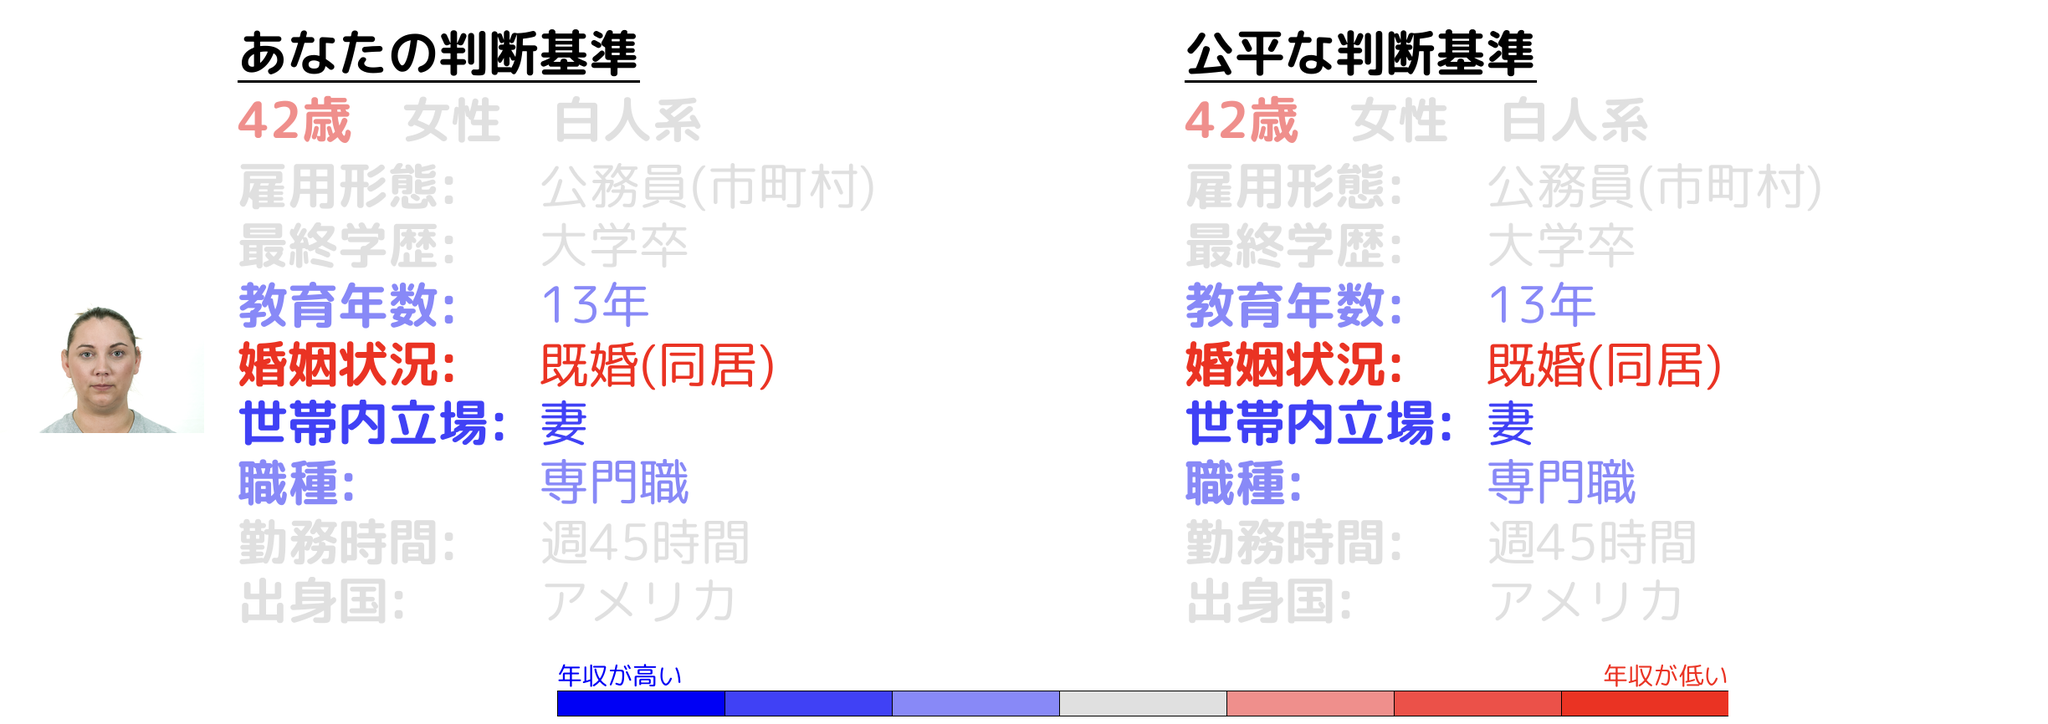 あなたの判断基準
42歳 女性 白人系
雇用形態: 公務員(市町村)
最終学歴: 大学卒
教育年数: 13年
婚姻状況: 既婚(同居)
世帯内立場: 妻
職種: 専門職
勤務時間: 週45時間
出身国: アメリカ
公平な判断基準
42歳 女性 白人系
雇用形態: 公務員(市町村)
最終学歴: 大学卒
教育年数: 13年
婚姻状況: 既婚(同居)
世帯内立場: 妻
職種: 専門職
勤務時間: 週45時間
出身国: アメリカ
年収が高い
年収が低い